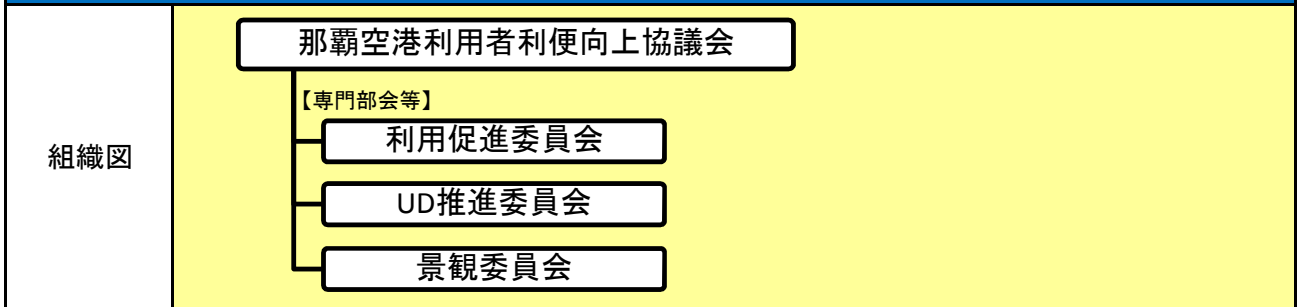 組織図
那覇空港利用者利便向上協議会
【専門部会等】
利用促進委員会
UD推進委員会
景観委員会